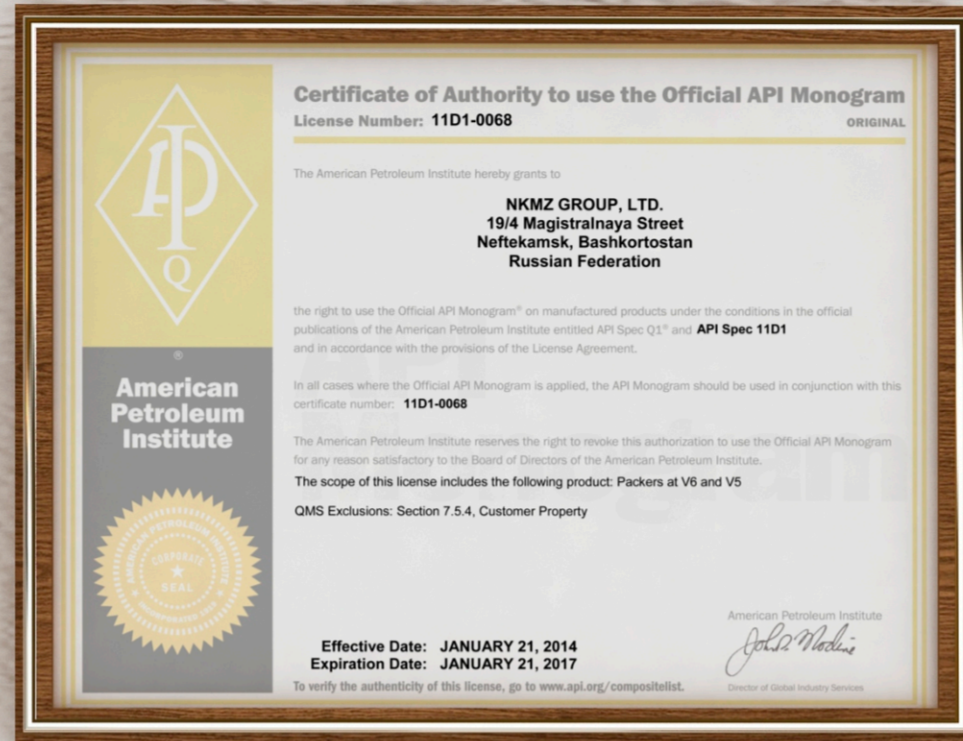 Certificate of Authority to use the Official API Monogram
License Number: 11D1-0068
ORIGINAL
The American Petroleum Institute hereby grants to
NKMZ GROUP, LTD.
19/4 Magistralnaya Street
Neftekamsk, Bashkortostan
Russian Federation
the right to use the Official API Monogram® on manufactured products under the conditions in the official
publications of the American Petroleum Institute entitled API Spec Q1® and API Spec 11D1
and in accordance with the provisions of the License Agreement.
In all cases where the Official API Monogram is applied, the API Monogram should be used in conjunction with this
certificate number: 11D1-0068
The American Petroleum Institute reserves the right to revoke this authorization to use the Official API Monogram
for any reason satisfactory to the Board of Directors of the American Petroleum Institute.
The scope of this license includes the following product: Packers at V6 and V5
QMS Exclusions: Section 7.5.4, Customer Property
Effective Date: JANUARY 21, 2014
Expiration Date: JANUARY 21, 2017
To verify the authenticity of this license, go to www.api.org/compositelist.
American Petroleum Institute
Director of Global Industry Services
API
Q
®
American
Petroleum
Institute
AMERICAN PETROLEUM INSTITUTE
INCORPORATED 1919
CORPORATE
SEAL
API
Monogram